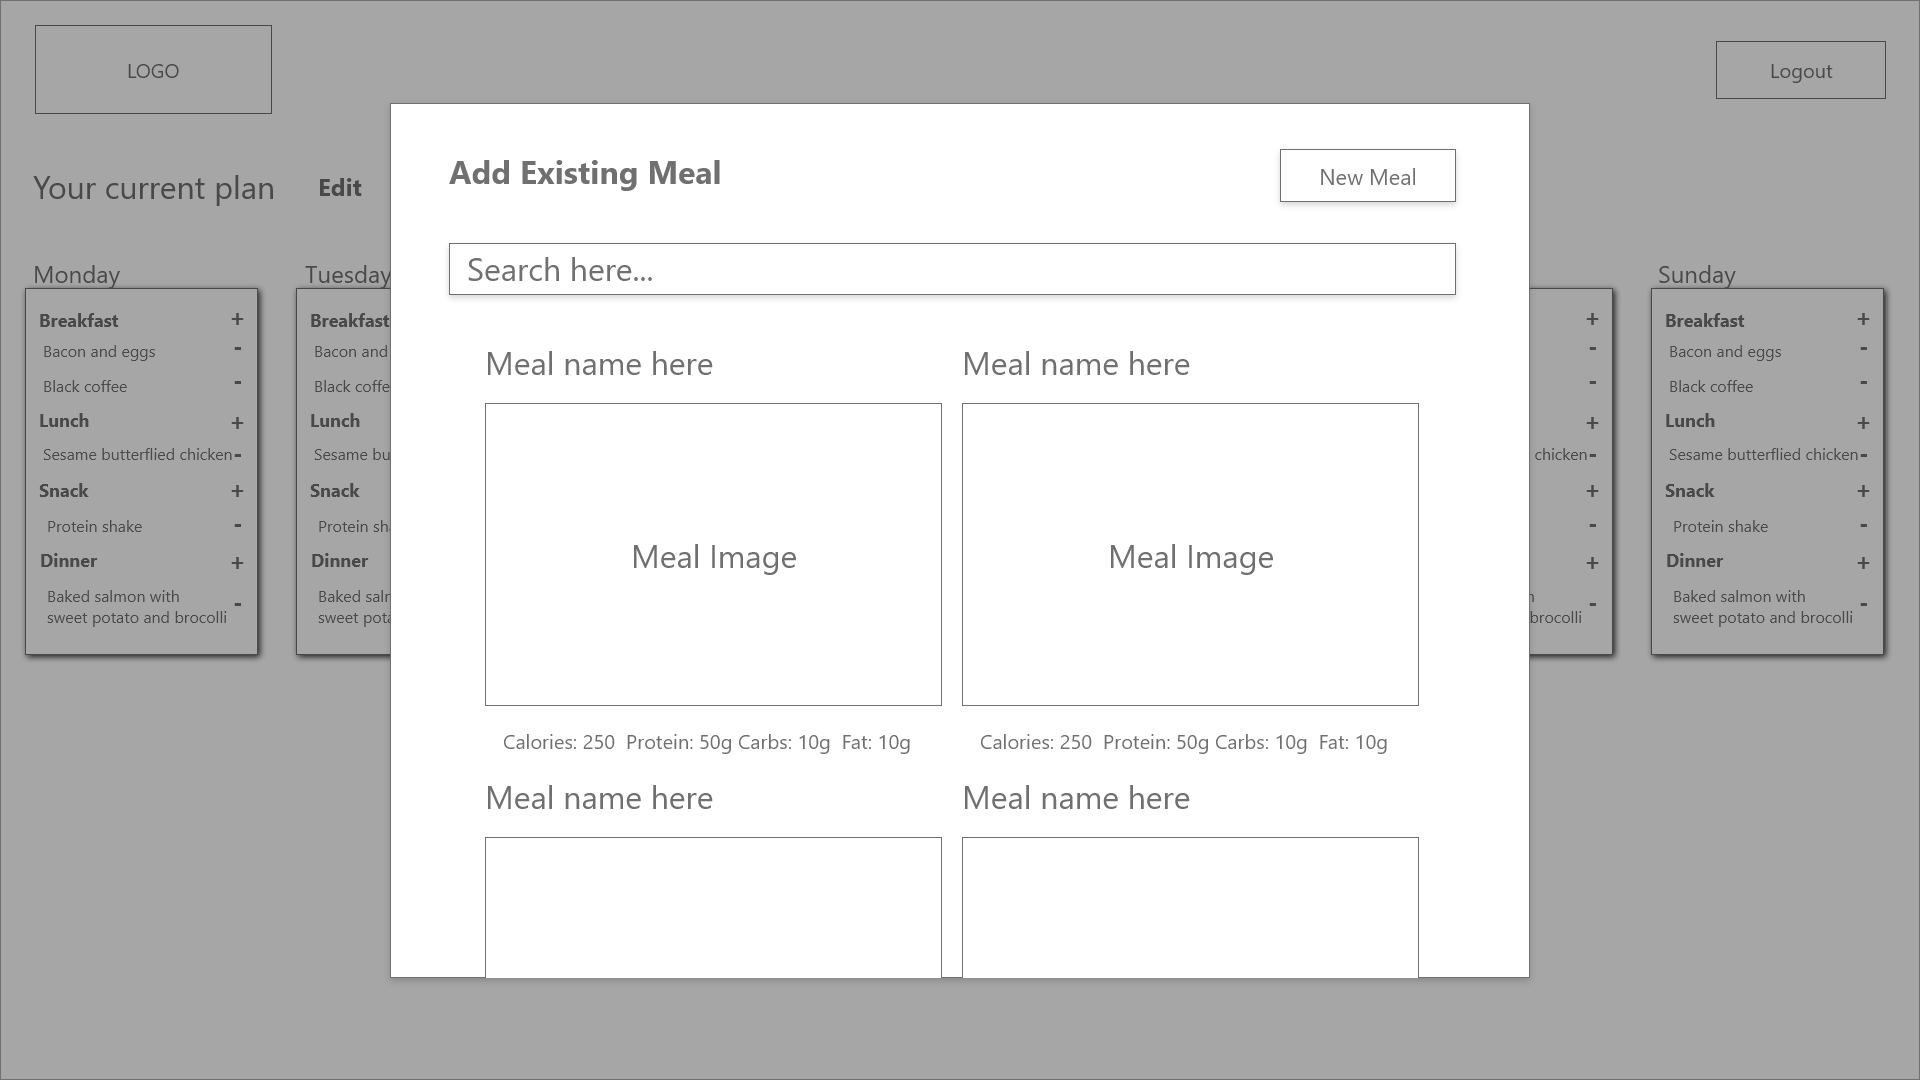 LOGO
Logout
Your current plan
Edit
Add Existing Meal
New Meal
Search here...
Meal name here
Meal Image
Calories: 250 Protein: 50g Carbs: 10g Fat: 10g
Meal name here
Meal Image
Calories: 250 Protein: 50g Carbs: 10g Fat: 10g
Meal name here
Meal name here
Monday
Breakfast +
Bacon and eggs -
Black coffee -
Lunch +
Sesame butterflied chicken -
Snack +
Protein shake -
Dinner +
Baked salmon with
sweet potato and brocolli -
Tuesday
Breakfast
Bacon and
Black coffe
Lunch
Sesame bu
Snack
Protein sh
Dinner
Baked sal
sweet pot
+
-
-
+
chicken -
+
-
+
-
brocolli
Sunday
Breakfast +
Bacon and eggs -
Black coffee -
Lunch +
Sesame butterflied chicken -
Snack +
Protein shake -
Dinner +
Baked salmon with
sweet potato and brocolli -